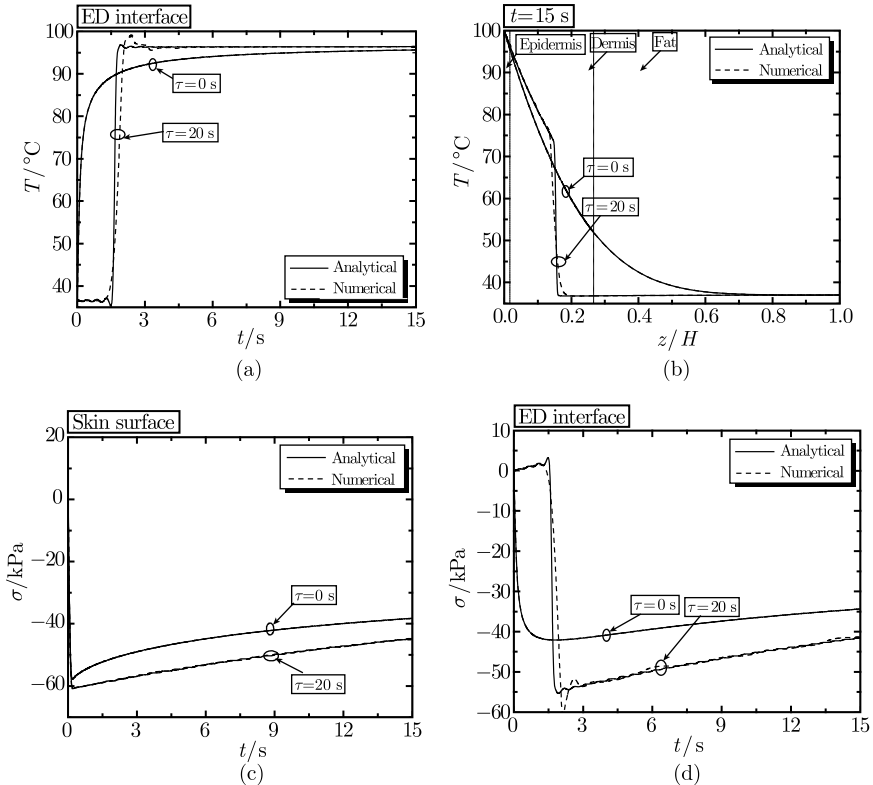 ED interface
100
90
80
70
60
50
40
T/°C
τ=0 s
τ=20 s
Analytical
Numerical
0
3
6
9
12
15
t/s
(a)
t=15 s
100
90
80
70
60
50
40
T/°C
Epidermis
Dermis
Fat
Analytical
Numerical
τ=0 s
τ=20 s
0.0
0.2
0.4
0.6
0.8
1.0
z/H
(b)
Skin surface
20
0
−20
−40
−60
σ/kPa
Analytical
Numerical
τ=0 s
τ=20 s
0
3
6
9
12
15
t/s
(c)
ED interface
10
0
−10
−20
−30
−40
−50
−60
σ/kPa
Analytical
Numerical
τ=0 s
τ=20 s
0
3
6
9
12
15
t/s
(d)